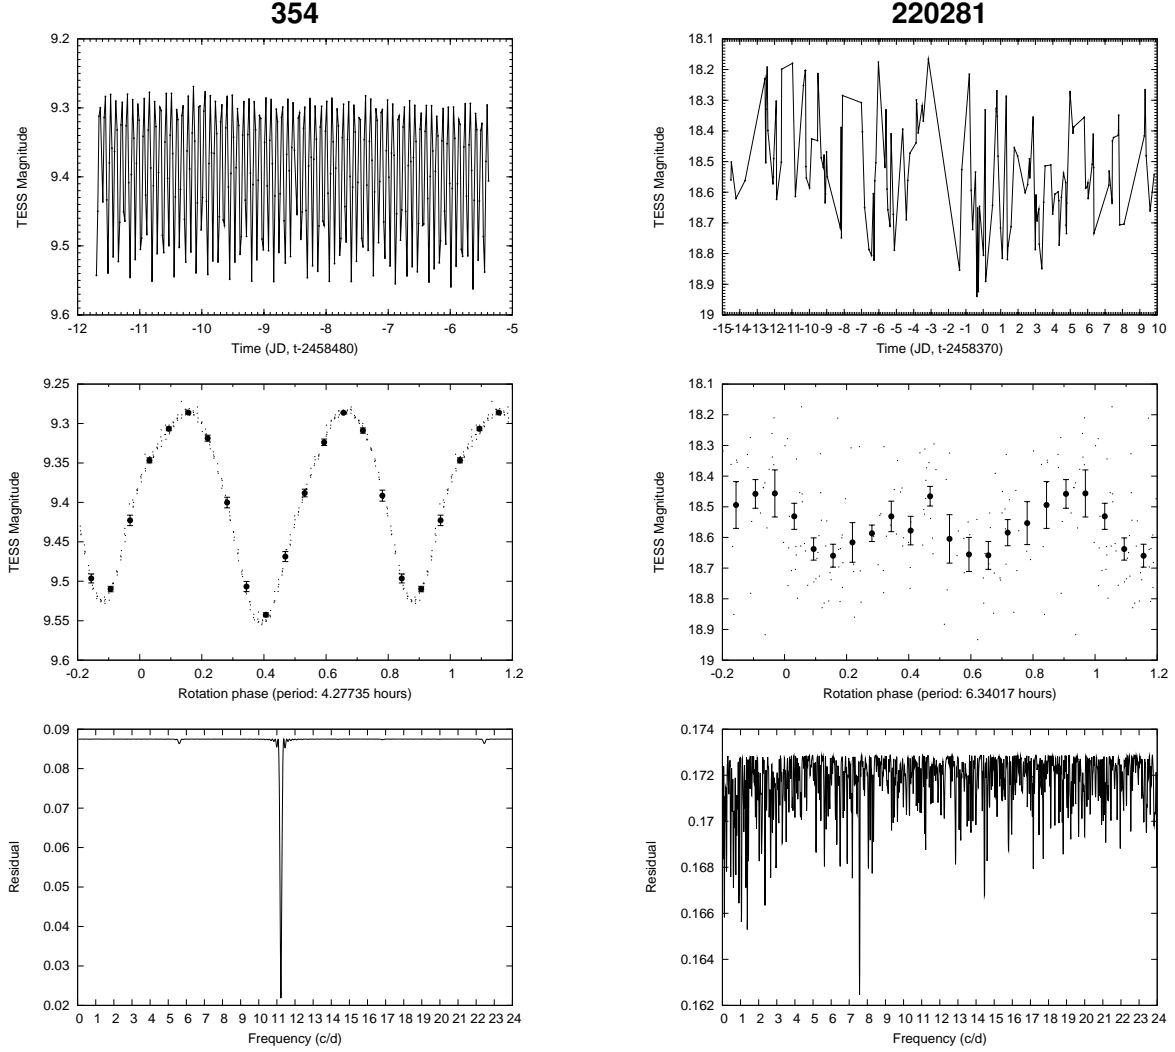 354
220281
9.2
9.3
9.4
9.5
9.6
TESS Magnitude
-12 -11 -10 -9 -8 -7 -6 -5
Time (JD, t-2458480)
18.1
18.2
18.3
18.4
18.5
18.6
18.7
18.8
18.9
19
TESS Magnitude
-15-14-13-12-11-10-9 -8 -7 -6 -5 -4 -3 -2 -1 0 1 2 3 4 5 6 7 8 9 10
Time (JD, t-2458370)
9.25
9.3
9.35
9.4
9.45
9.5
9.55
9.6
TESS Magnitude
-0.2 0 0.2 0.4 0.6 0.8 1 1.2
Rotation phase (period: 4.27735 hours)
18.1
18.2
18.3
18.4
18.5
18.6
18.7
18.8
18.9
19
TESS Magnitude
-0.2 0 0.2 0.4 0.6 0.8 1 1.2
Rotation phase (period: 6.34017 hours)
0.09
0.08
0.07
0.06
0.05
0.04
0.03
0.02
Residual
0 1 2 3 4 5 6 7 8 9 10 11 12 13 14 15 16 17 18 19 20 21 22 23 24
Frequency (c/d)
0.174
0.172
0.17
0.168
0.166
0.164
0.162
Residual
0 1 2 3 4 5 6 7 8 9 10 11 12 13 14 15 16 17 18 19 20 21 22 23 24
Frequency (c/d)